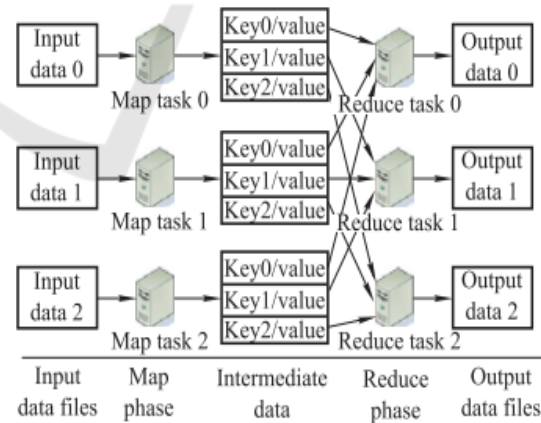 Input
data 0
Map task 0
Key0/value
Key1/value
Key2/value
Reduce task 0
Output
data 0
Input
data 1
Map task 1
Key0/value
Key1/value
Key2/value
Reduce task 1
Output
data 1
Input
data 2
Map task 2
Key0/value
Key1/value
Key2/value
Reduce task 2
Output
data 2
Input
data files
Map
phase
Intermediate
data
Reduce
phase
Output
data files